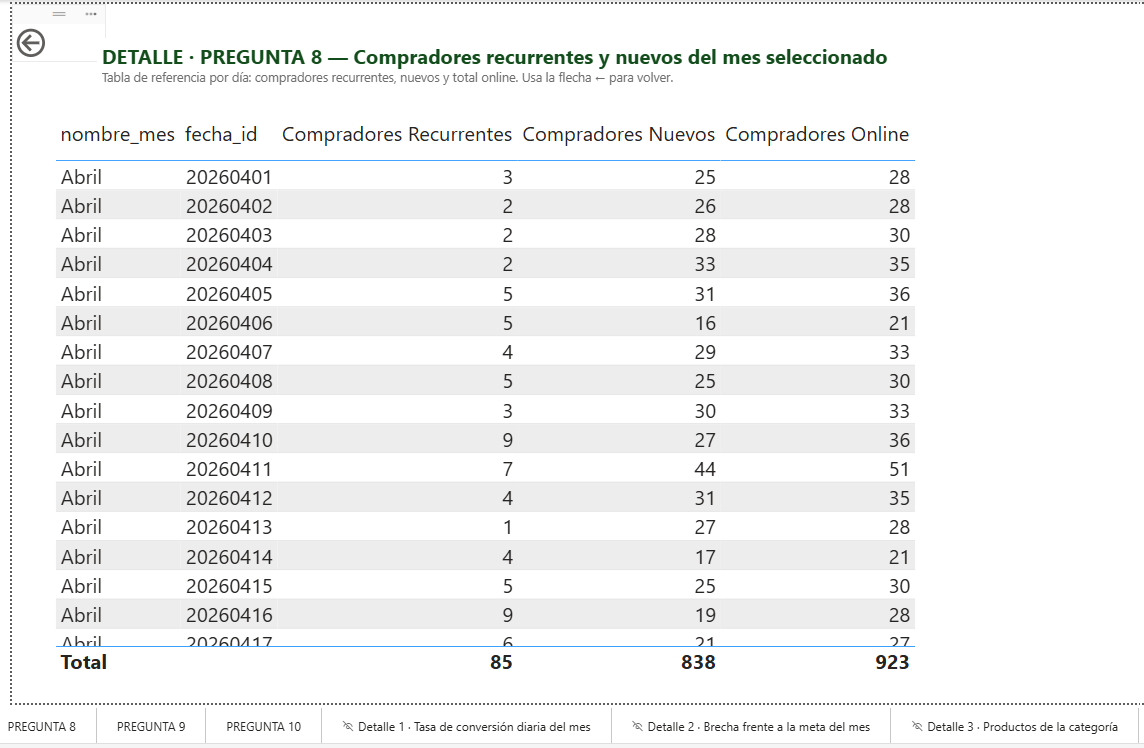 DETALLE · PREGUNTA 8 — Compradores recurrentes y nuevos del mes seleccionado
Tabla de referencia por día: compradores recurrentes, nuevos y total online. Usa la flecha ← para volver.
nombre_mes fecha_id Compradores Recurrentes Compradores Nuevos Compradores Online
Abril 20260401 3 25 28
Abril 20260402 2 26 28
Abril 20260403 2 28 30
Abril 20260404 2 33 35
Abril 20260405 5 31 36
Abril 20260406 5 16 21
Abril 20260407 4 29 33
Abril 20260408 5 25 30
Abril 20260409 3 30 33
Abril 20260410 9 27 36
Abril 20260411 7 44 51
Abril 20260412 4 31 35
Abril 20260413 1 27 28
Abril 20260414 4 17 21
Abril 20260415 5 25 30
Abril 20260416 9 19 28
Abril 20260417 6 21 27
Total 85 838 923
PREGUNTA 8 PREGUNTA 9 PREGUNTA 10 Detalle 1 · Tasa de conversión diaria del mes Detalle 2 · Brecha frente a la meta del mes Detalle 3 · Productos de la categoría